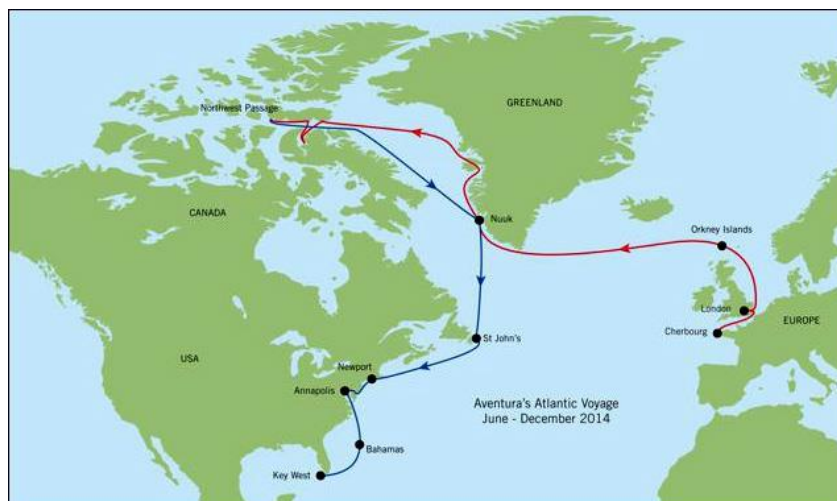 Northwest Passage
GREENLAND
CANADA
Nuuk
Orkney Islands
London
Cherbourg
EUROPE
St John's
USA
Newport
Annapolis
Aventura's Atlantic Voyage
June - December 2014
Bahamas
Key West